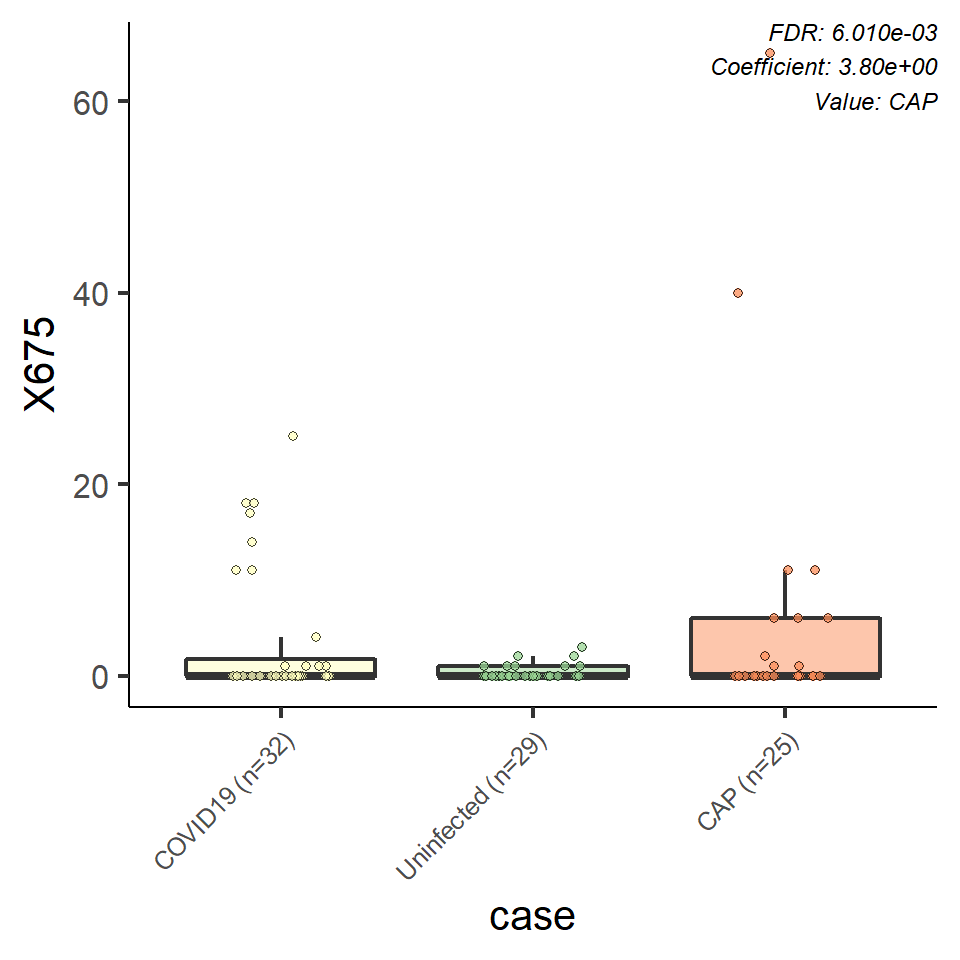 FDR: 6.010e-03
Coefficient: 3.80e+00
Value: CAP
60
40
20
0
X675
COVID19 (n=32)
Uninfected (n=29)
CAP (n=25)
case